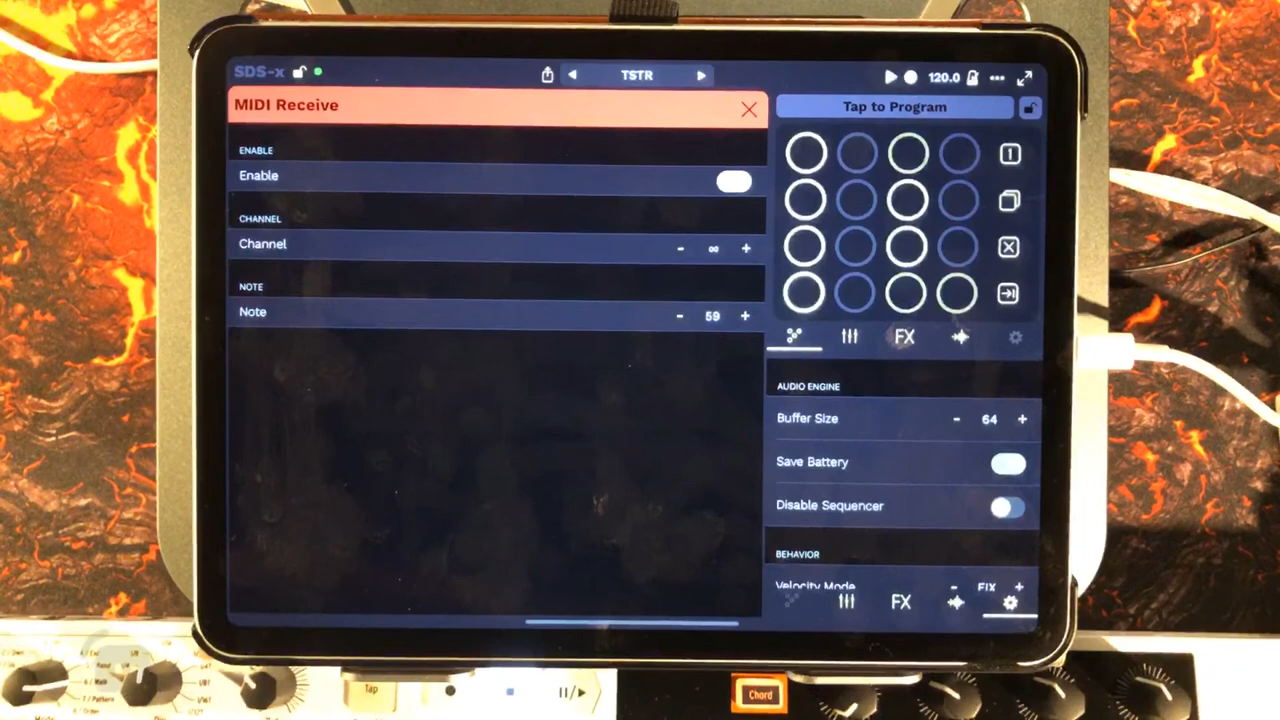 SDS-x
TSTR
120.0
MIDI Receive
Tap to Program
ENABLE
Enable
CHANNEL
Channel
- ∞ +
NOTE
Note
- 59 +
1
FX
AUDIO ENGINE
Buffer Size
- 64 +
Save Battery
Disable Sequencer
BEHAVIOR
Velocity Mode
- FIX +
FX
Tap
Chord